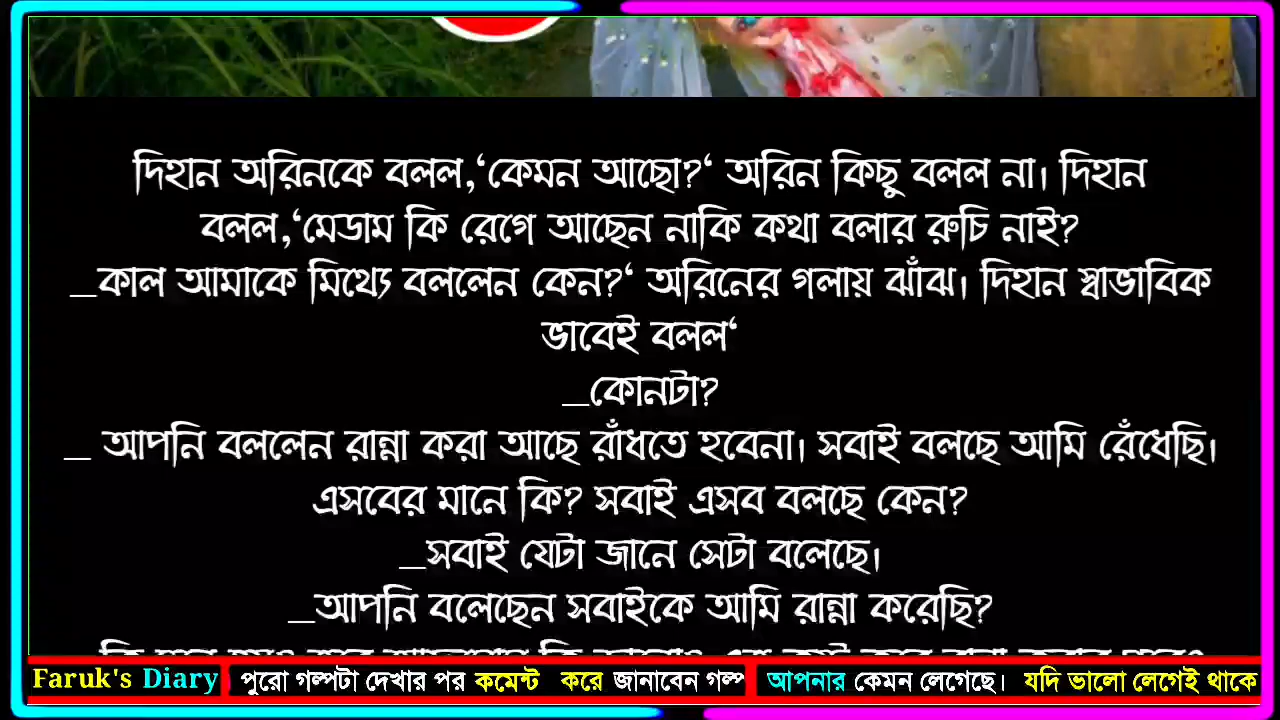 দিহান অরিনকে বলল,‘কেমন আছো?‘ অরিন কিছু বলল না। দিহান
বলল,‘মেডাম কি রেগে আছেন নাকি কথা বলার রুচি নাই?
_কাল আমাকে মিথ্যে বললেন কেন?‘ অরিনের গলায় ঝাঁঝ। দিহান স্বাভাবিক
ভাবেই বলল‘
_কোনটা?
_ আপনি বললেন রান্না করা আছে রাঁধতে হবেনা। সবাই বলছে আমি রেঁধেছি।
এসবের মানে কি? সবাই এসব বলছে কেন?
_সবাই যেটা জানে সেটা বলেছে।
_আপনি বলেছেন সবাইকে আমি রান্না করেছি?
Faruk's Diary পুরো গল্পটা দেখার পর কমেন্ট করে জানাবেন গল্প আপনার কেমন লেগেছে। যদি ভালো লেগেই থাকে